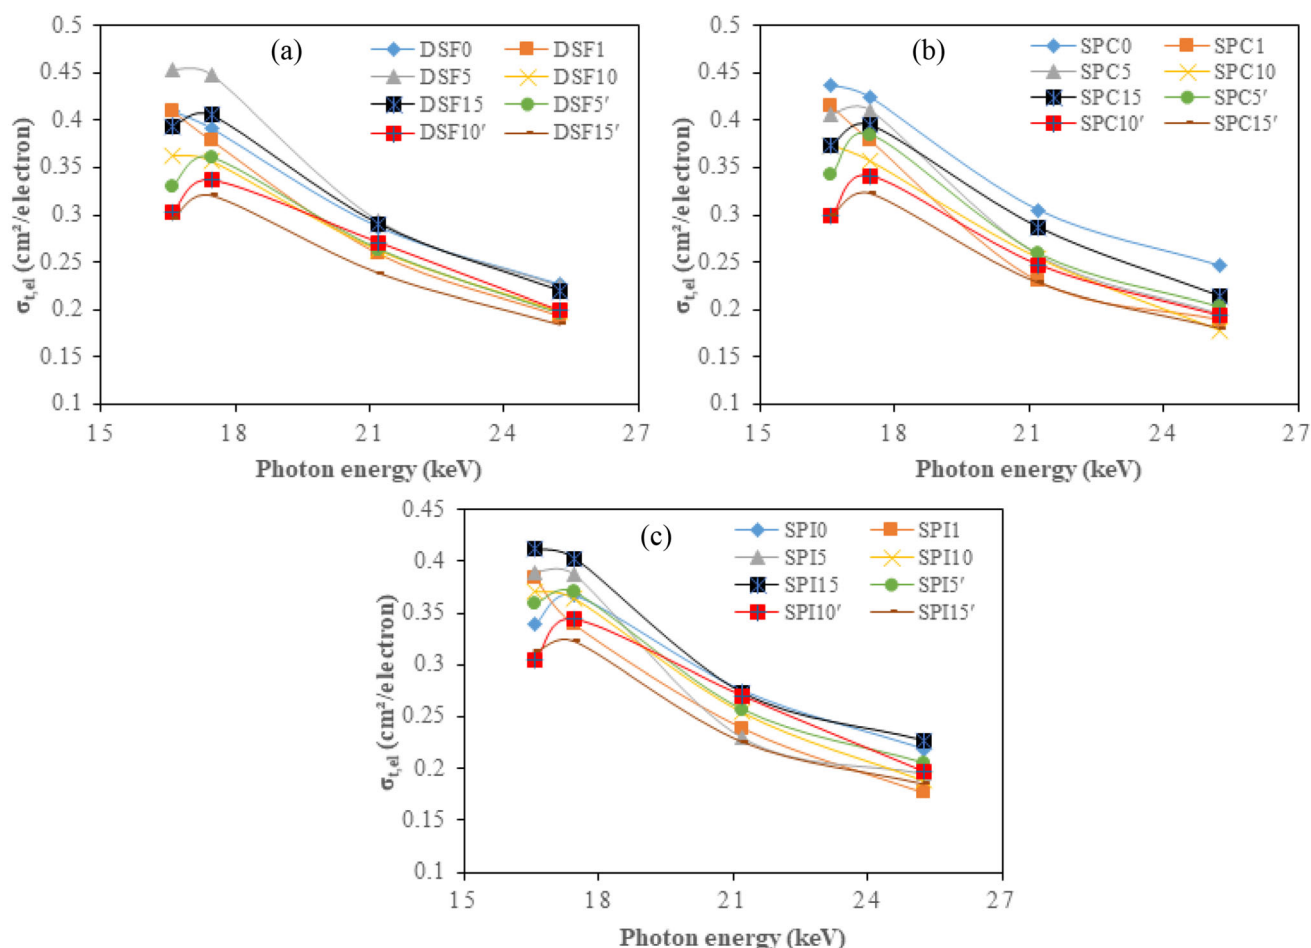 0.5
0.45
0.4
0.35
0.3
0.25
0.2
0.15
0.1
σt,el (cm²/electron)
(a)
DSF0 DSF1
DSF5 DSF10
DSF15 DSF5′
DSF10′ DSF15′
15 18 21 24 27
Photon energy (keV)
0.5
0.45
0.4
0.35
0.3
0.25
0.2
0.15
0.1
σt,el (cm²/electron)
(b)
SPC0 SPC1
SPC5 SPC10
SPC15 SPC5′
SPC10′ SPC15′
15 18 21 24 27
Photon energy (keV)
0.45
0.4
0.35
0.3
0.25
0.2
0.15
0.1
σt,el (cm²/electron)
(c)
SPI0 SPI1
SPI5 SPI10
SPI15 SPI5′
SPI10′ SPI15′
15 18 21 24 27
Photon energy (keV)